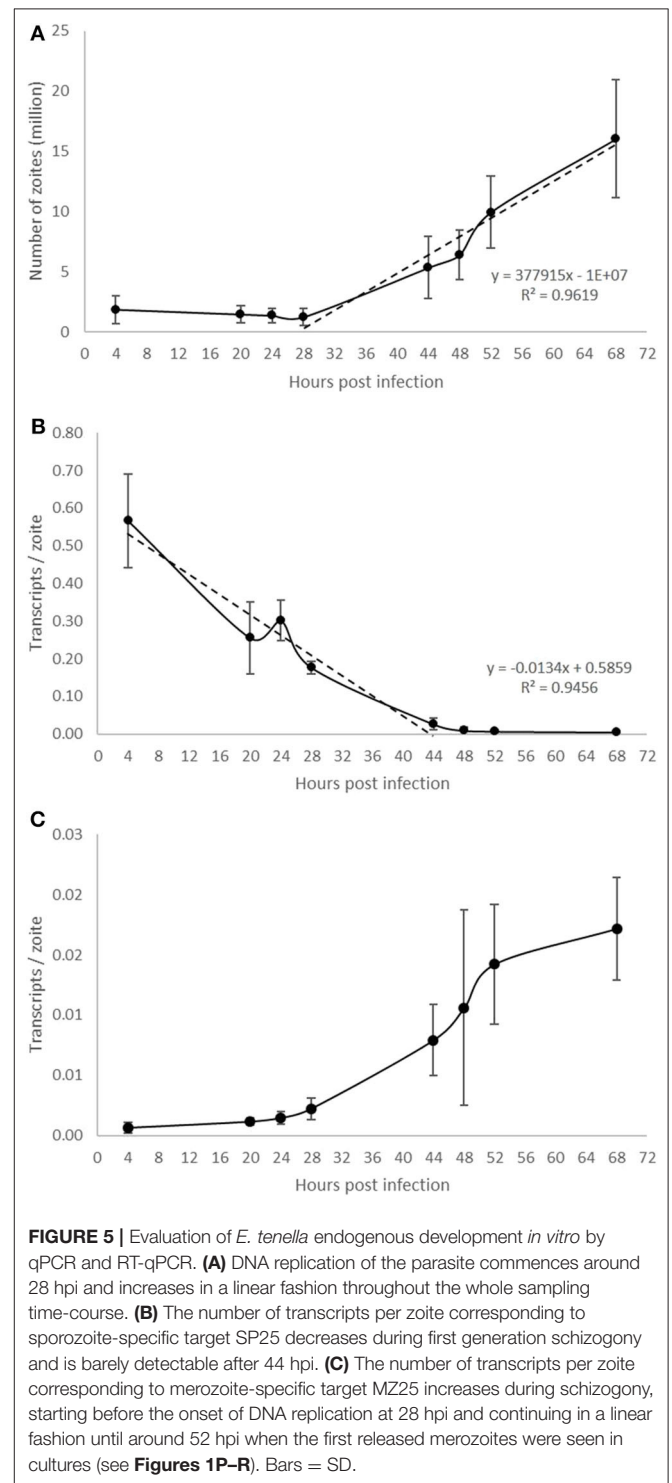 A
25
20
15
10
5
0
Number of zoites (million)
y = 377915x - 1E+07
R² = 0.9619
0 4 8 12 16 20 24 28 32 36 40 44 48 52 56 60 64 68 72
Hours post infection
B
0.80
0.70
0.60
0.50
0.40
0.30
0.20
0.10
0.00
Transcripts / zoite
y = -0.0134x + 0.5859
R² = 0.9456
0 4 8 12 16 20 24 28 32 36 40 44 48 52 56 60 64 68 72
Hours post infection
C
0.03
0.02
0.02
0.01
0.01
0.00
Transcripts / zoite
0 4 8 12 16 20 24 28 32 36 40 44 48 52 56 60 64 68 72
Hours post infection
FIGURE 5 | Evaluation of E. tenella endogenous development in vitro by
qPCR and RT-qPCR. (A) DNA replication of the parasite commences around
28 hpi and increases in a linear fashion throughout the whole sampling
time-course. (B) The number of transcripts per zoite corresponding to
sporozoite-specific target SP25 decreases during first generation schizogony
and is barely detectable after 44 hpi. (C) The number of transcripts per zoite
corresponding to merozoite-specific target MZ25 increases during schizogony,
starting before the onset of DNA replication at 28 hpi and continuing in a linear
fashion until around 52 hpi when the first released merozoites were seen in
cultures (see Figures 1P–R). Bars = SD.